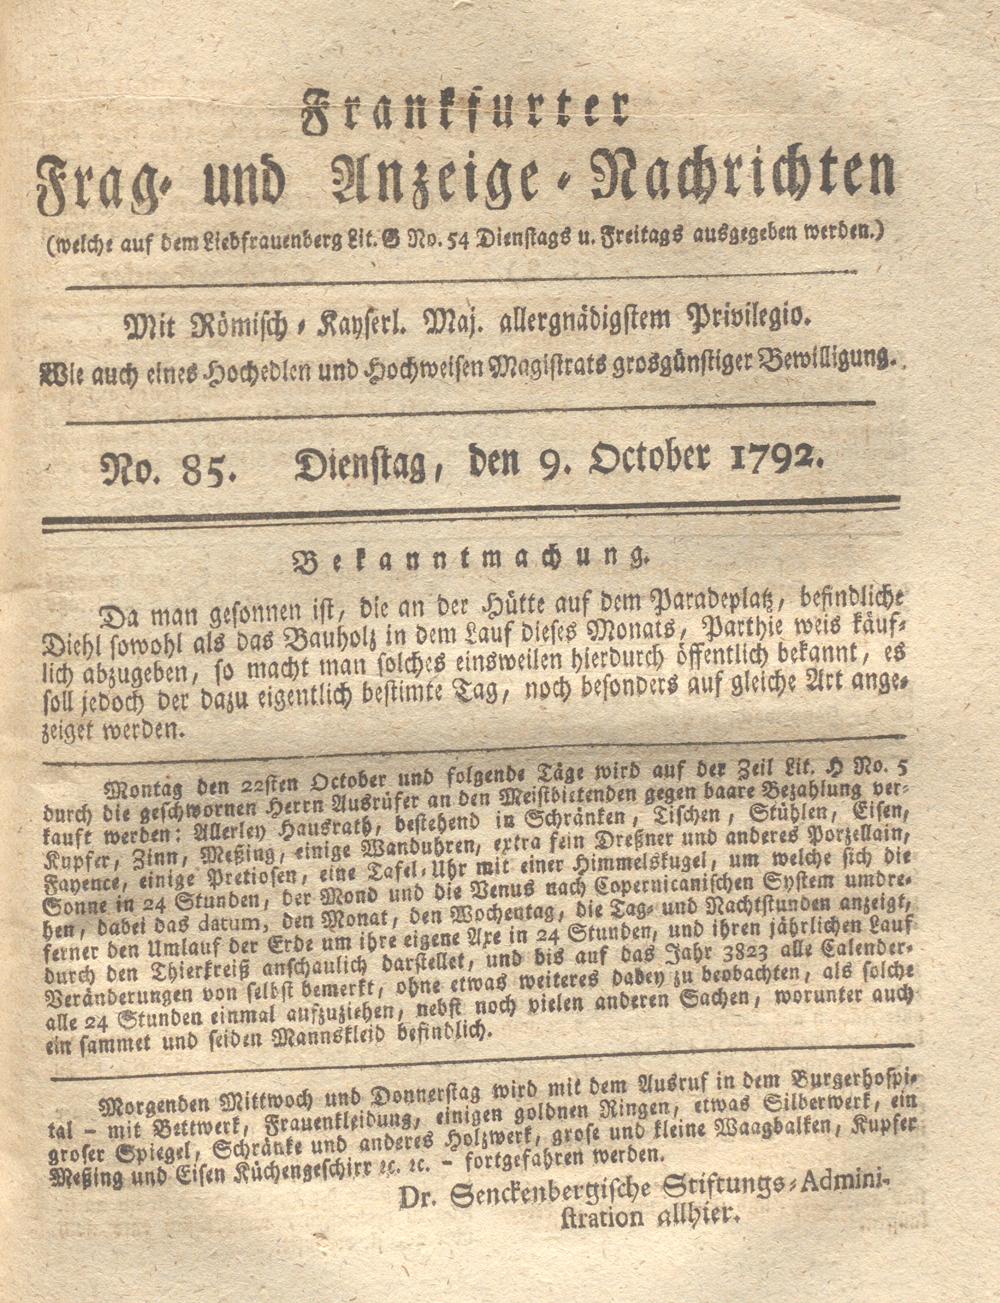 Frankfurter
Frag- und Anzeige-Nachrichten
(welche auf dem Liebfrauenberg Lit. G No. 54 Dienstags u. Freitags ausgegeben werden.)
Mit Römisch-Kayserl. Maj. allergnädigstem Privilegio.
Wie auch eines Hochedlen und Hochweisen Magistrats grosgünstiger Bewilligung.
No. 85. Dienstag, den 9. October 1792.
Bekanntmachung.
Da man gesonnen ist, die an der Hütte auf dem Paradeplatz, befindliche
Diehl sowohl als das Bauholz in dem Lauf dieses Monats, Parthie weis käuf-
lich abzugeben, so macht man solches einsweilen hierdurch öffentlich bekannt, es
soll jedoch der dazu eigentlich bestimte Tag, noch besonders auf gleiche Art ange-
zeiget werden.
Montag den 22sten October und folgende Täge wird auf der Zeil Lit. H No. 5
durch die geschwornen Herrn Ausrüfer an den Meistbietenden gegen baare Bezahlung ver-
kauft werden: Allerley Hausrath, bestehend in Schränken, Tischen, Stühlen, Eisen,
Kupfer, Zinn, Meßing, einige Wanduhren, extra fein Dreßner und anderes Porzellain,
Fayence, einige Pretiosen, eine Tafel-Uhr mit einer Himmelskugel, um welche sich die
Sonne in 24 Stunden, der Mond und die Venus nach Copernicanischen System umdre-
hen, dabei das datum, den Monat, den Wochentag, die Tag- und Nachtstunden anzeigt,
ferner den Umlauf der Erde um ihre eigene Axe in 24 Stunden, und ihren jährlichen Lauf
durch den Thierkreiß anschaulich darstellet, und bis auf das Jahr 3823 alle Calender-
Veränderungen von selbst bemerkt, ohne etwas weiteres dabey zu beobachten, als solche
alle 24 Stunden einmal aufzuziehen, nebst noch vielen anderen Sachen, worunter auch
ein sammet und seiden Mannskleid befindlich.
Morgenden Mittwoch und Donnerstag wird mit dem Ausruf in dem Burgerhospi-
tal – mit Bettwerk, Frauenkleidung, einigen goldnen Ringen, etwas Silberwerk, ein
groser Spiegel, Schränke und anderes Holzwerk, grose und kleine Waagbalken, Kupfer
Meßing und Eisen Küchengeschirr ꝛc. ꝛc. – fortgefahren werden.
Dr. Senckenbergische Stiftungs-Admini-
stration allhier.